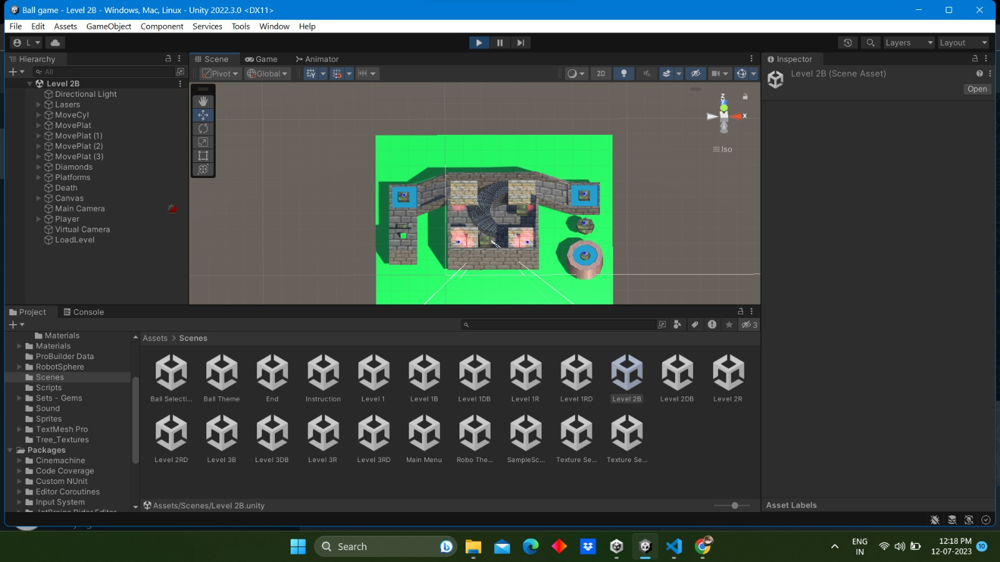 Ball game - Level 2B - Windows, Mac, Linux - Unity 2022.3.0 <DX11>
File Edit Assets GameObject Component Services Tools Window Help
L Layers Layout
Hierarchy
All
Level 2B
Directional Light
Lasers
MoveCyl
MovePlat
MovePlat (1)
MovePlat (2)
MovePlat (3)
Diamonds
Platforms
Death
Canvas
Main Camera
Player
Virtual Camera
LoadLevel
Scene Game Animator
Pivot Global 2D
z
y
x
Iso
Inspector
Level 2B (Scene Asset)
Open
Project Console
3
Materials
Materials
ProBuilder Data
RobotSphere
Scenes
Scripts
Sets - Gems
Sound
Sprites
TextMesh Pro
Tree_Textures
Packages
Cinemachine
Code Coverage
Custom NUnit
Editor Coroutines
Input System
JetBrains Rider Editor
Assets > Scenes
Ball Selecti... Ball Theme End Instruction Level 1 Level 1B Level 1DB Level 1R Level 1RD Level 2B Level 2DB Level 2R
Level 2RD Level 3B Level 3DB Level 3R Level 3RD Main Menu Robo The... SampleSc... Texture Se... Texture Se...
Assets/Scenes/Level 2B.unity
Asset Labels
Search
ENG
IN
12:18 PM
12-07-2023
10